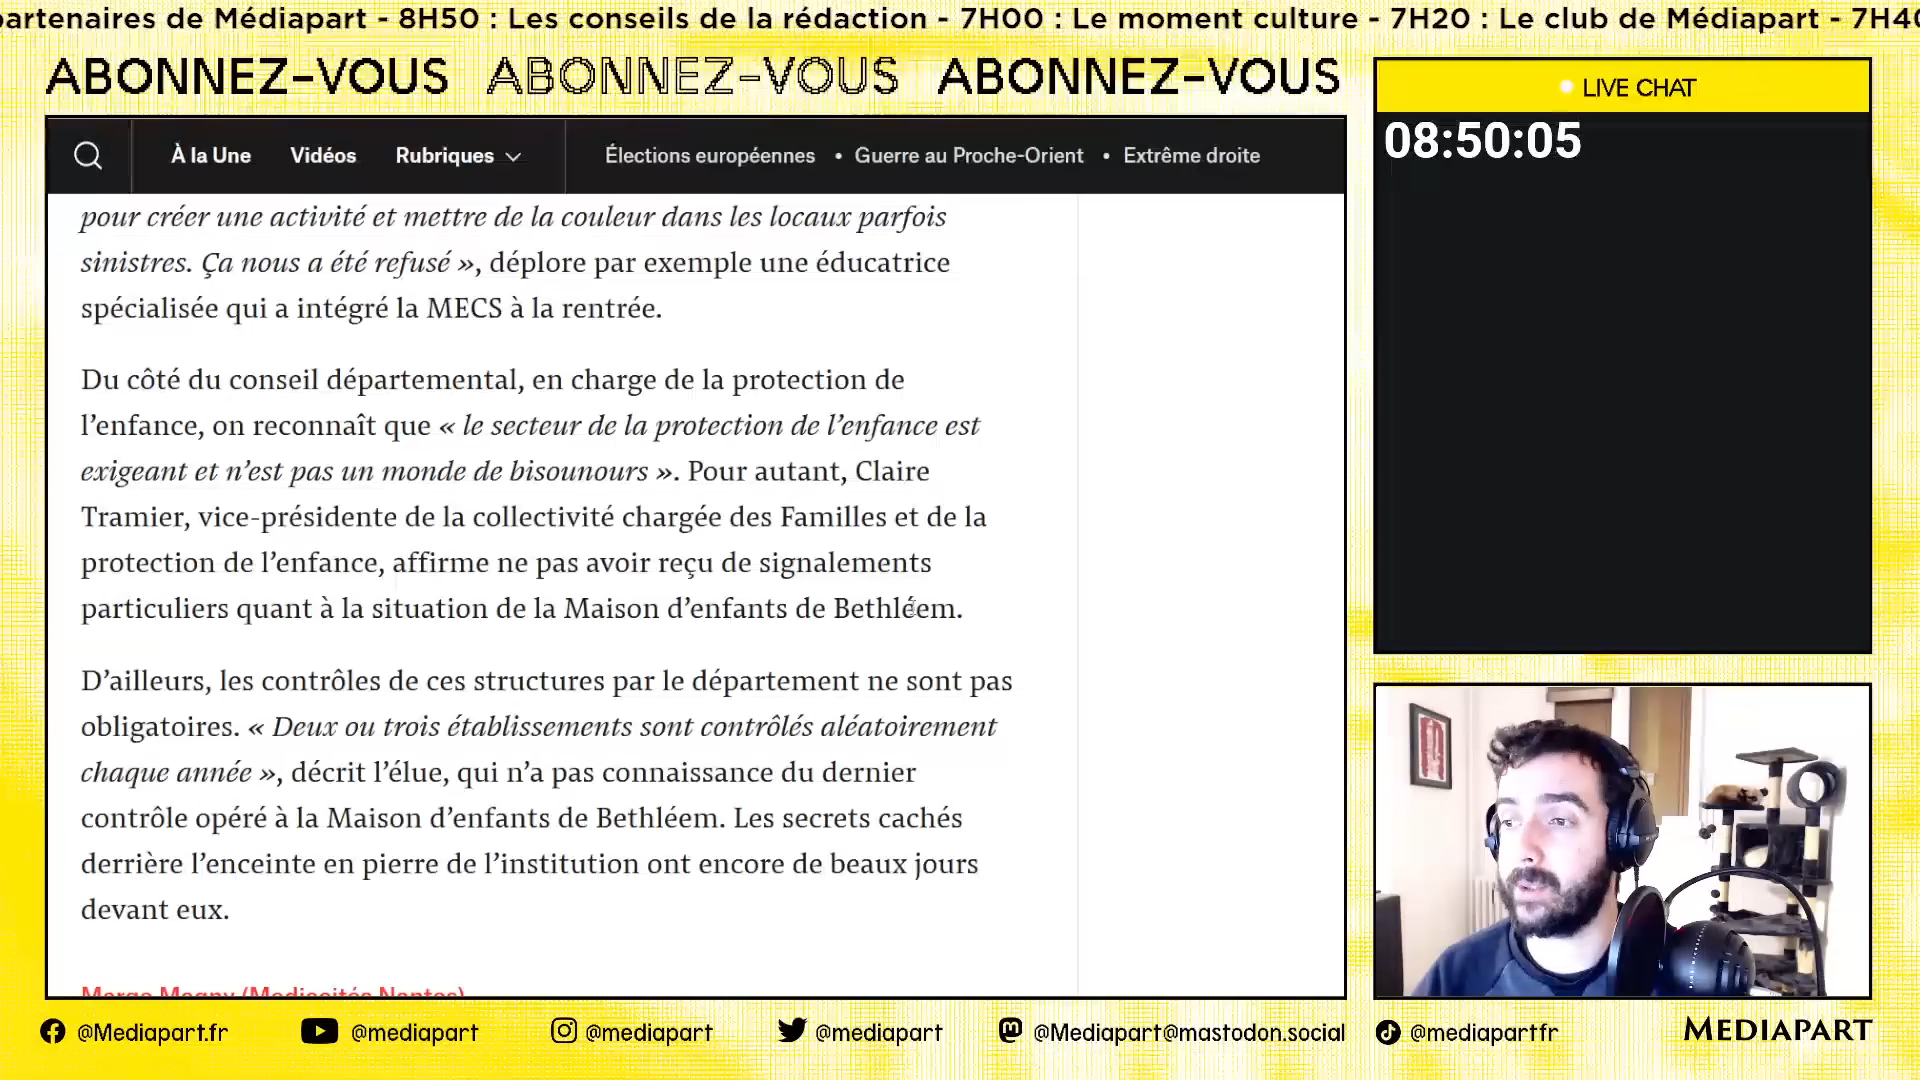 partenaires de Médiapart - 8H50 : Les conseils de la rédaction - 7H00 : Le moment culture - 7H20 : Le club de Médiapart - 7H40
ABONNEZ-VOUS ABONNEZ-VOUS ABONNEZ-VOUS
LIVE CHAT
08:50:05
À la Une Vidéos Rubriques Élections européennes • Guerre au Proche-Orient • Extrême droite
pour créer une activité et mettre de la couleur dans les locaux parfois
sinistres. Ça nous a été refusé », déplore par exemple une éducatrice
spécialisée qui a intégré la MECS à la rentrée.
Du côté du conseil départemental, en charge de la protection de
l’enfance, on reconnaît que « le secteur de la protection de l’enfance est
exigeant et n’est pas un monde de bisounours ». Pour autant, Claire
Tramier, vice-présidente de la collectivité chargée des Familles et de la
protection de l’enfance, affirme ne pas avoir reçu de signalements
particuliers quant à la situation de la Maison d’enfants de Bethléem.
D’ailleurs, les contrôles de ces structures par le département ne sont pas
obligatoires. « Deux ou trois établissements sont contrôlés aléatoirement
chaque année », décrit l’élue, qui n’a pas connaissance du dernier
contrôle opéré à la Maison d’enfants de Bethléem. Les secrets cachés
derrière l’enceinte en pierre de l’institution ont encore de beaux jours
devant eux.
Margo Magny (Mediacités Nantes)
@Mediapart.fr @mediapart @mediapart @mediapart @Mediapart@mastodon.social @mediapartfr MEDIAPART